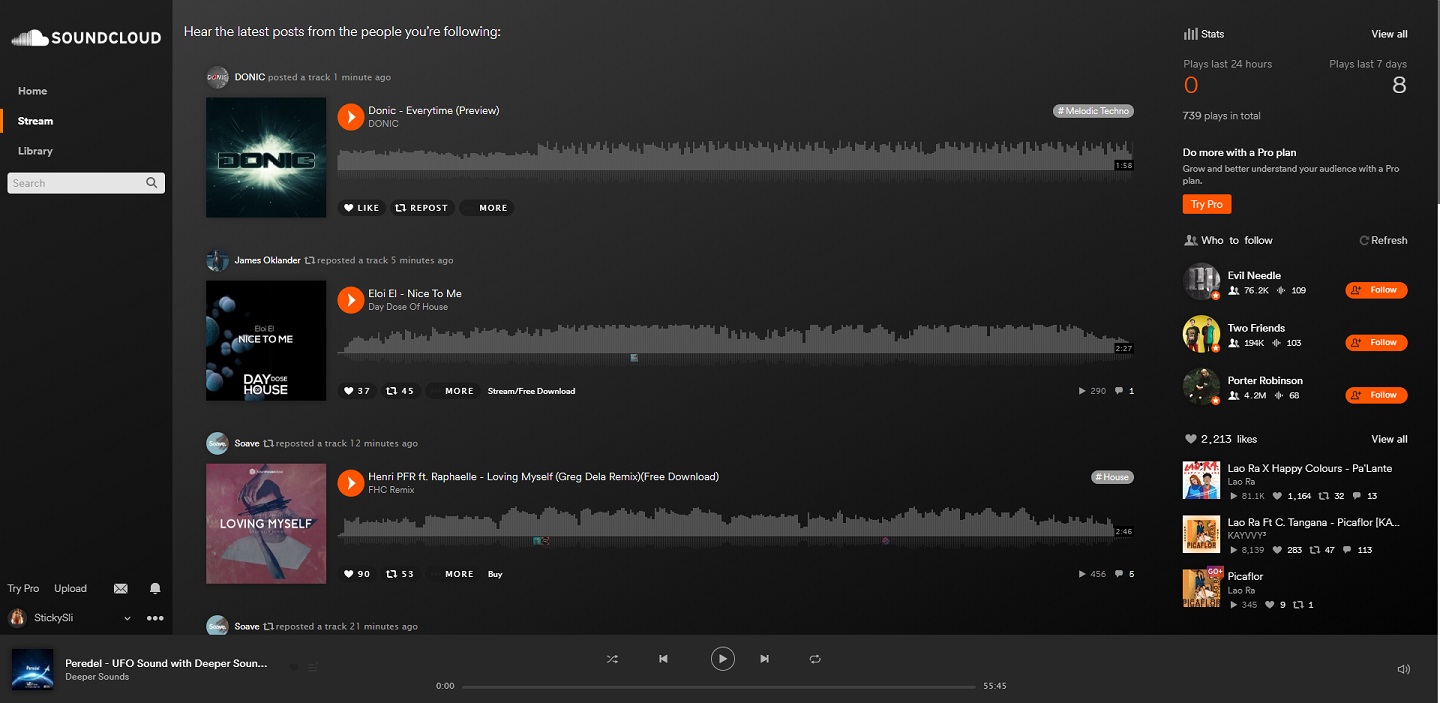 SOUNDCLOUD
Home
Stream
Library
Search
Try Pro Upload
StickySli
Hear the latest posts from the people you're following:
DONIC posted a track 1 minute ago
DONIC
Donic - Everytime (Preview)
DONIC
# Melodic Techno
1:58
LIKE REPOST MORE
James Oklander reposted a track 5 minutes ago
Eloi El
NICE TO ME
DAY DOSE OF
HOUSE
Eloi El - Nice To Me
Day Dose Of House
2:27
37 45 MORE Stream/Free Download 290 1
Soave reposted a track 12 minutes ago
LOVING MYSELF
Henri PFR ft. Raphaelle - Loving Myself (Greg Dela Remix)(Free Download)
FHC Remix
# House
2:46
90 53 MORE Buy 456 5
Soave reposted a track 21 minutes ago
Stats View all
Plays last 24 hours Plays last 7 days
0 8
739 plays in total
Do more with a Pro plan
Grow and better understand your audience with a Pro
plan.
Try Pro
Who to follow Refresh
Evil Needle
76.2K 109 Follow
Two Friends
194K 103 Follow
Porter Robinson
4.2M 68 Follow
2,213 likes View all
Lao Ra X Happy Colours - Pa'Lante
Lao Ra
81.1K 1,164 32 13
Lao Ra Ft C. Tangana - Picaflor [KA...
KAYVVY³
8,139 283 47 113
PICAFLOR
GO+
Picaflor
Lao Ra
345 9 1
PICAFLOR
Peredel - UFO Sound with Deeper Soun...
Deeper Sounds
0:00 55:45